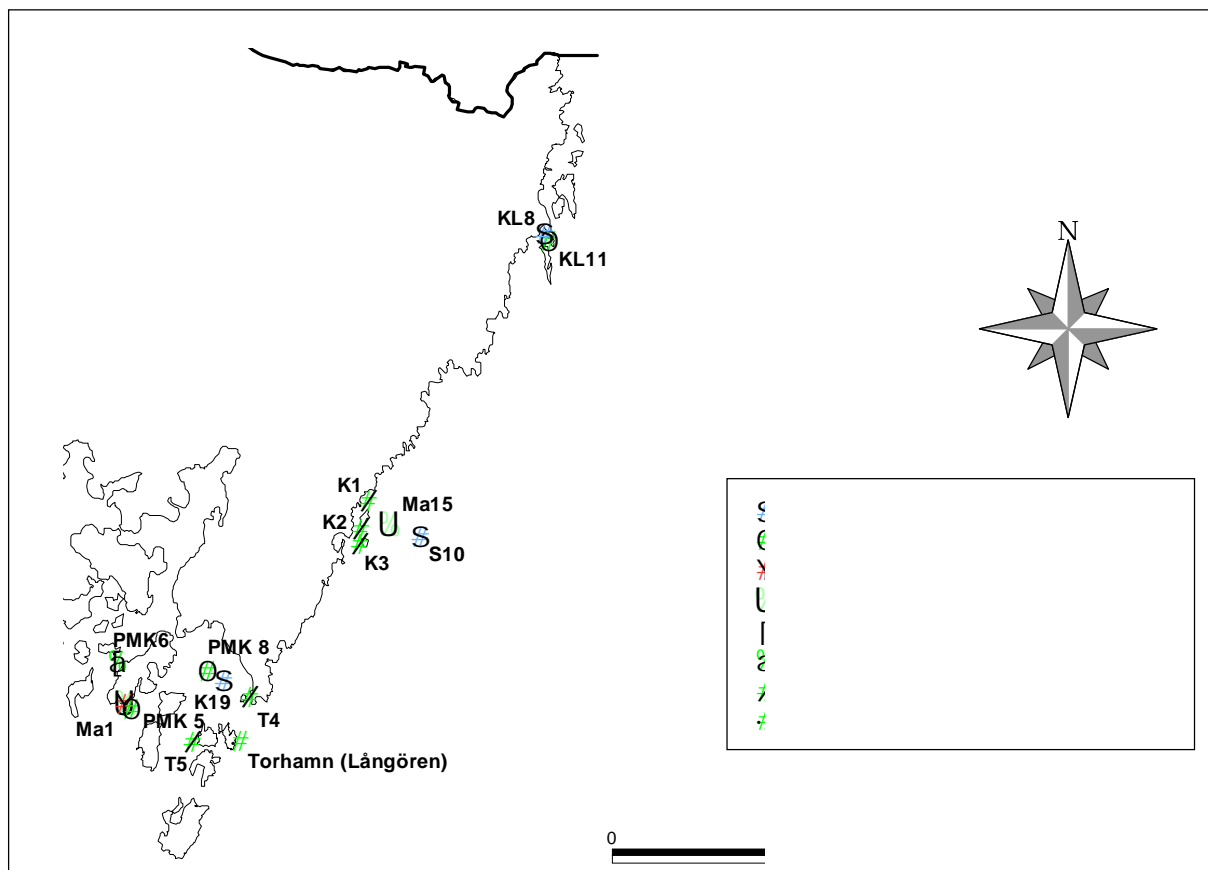 N
KL8
KL11
K1
Ma15
K2
S10
K3
PMK6
PMK 8
K19
T4
Ma1
PMK 5
T5
Torhamn (Långören)
0